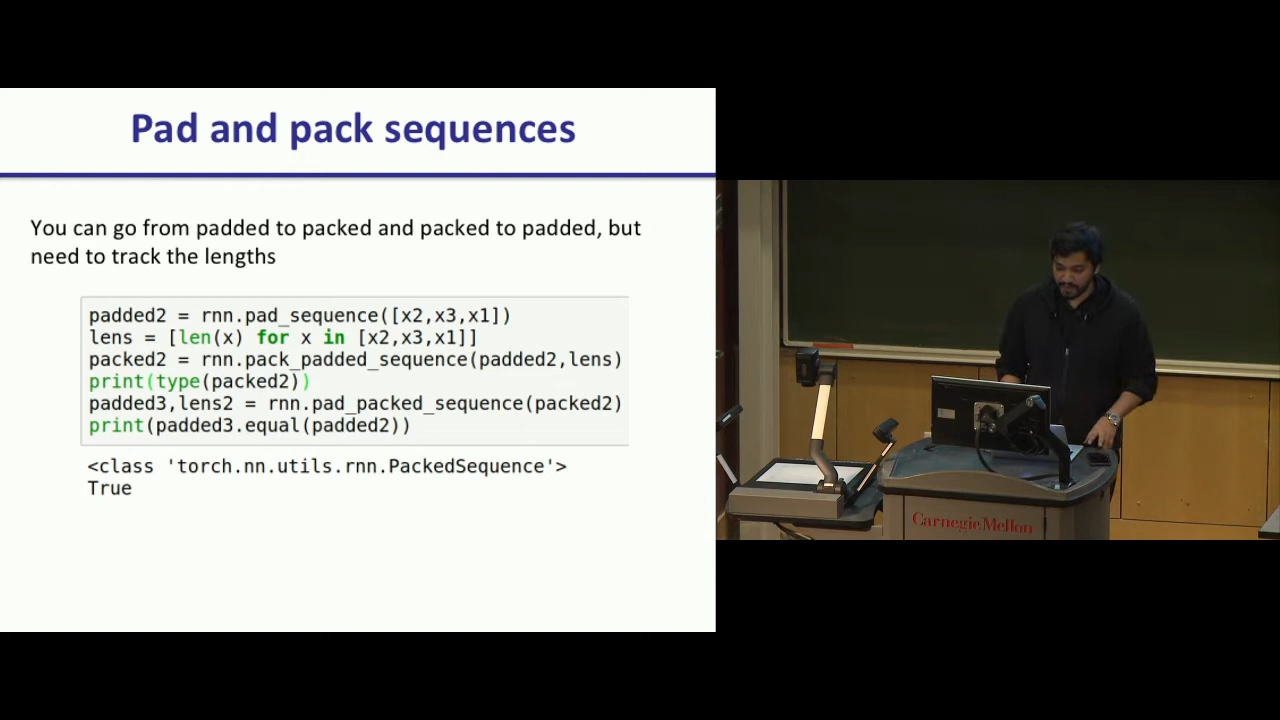 Pad and pack sequences
You can go from padded to packed and packed to padded, but
need to track the lengths
padded2 = rnn.pad_sequence([x2,x3,x1])
lens = [len(x) for x in [x2,x3,x1]]
packed2 = rnn.pack_padded_sequence(padded2,lens)
print(type(packed2))
padded3,lens2 = rnn.pad_packed_sequence(packed2)
print(padded3.equal(padded2))
<class 'torch.nn.utils.rnn.PackedSequence'>
True
Carnegie Mellon